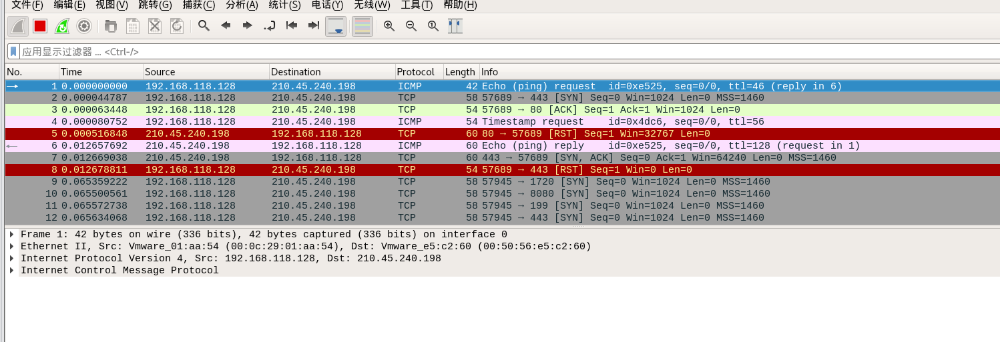 文件(F) 编辑(E) 视图(V) 跳转(G) 捕获(C) 分析(A) 统计(S) 电话(Y) 无线(W) 工具(T) 帮助(H)
应用显示过滤器 ... <Ctrl-/>
No. Time Source Destination Protocol Length Info
1 0.000000000 192.168.118.128 210.45.240.198 ICMP 42 Echo (ping) request id=0xe525, seq=0/0, ttl=46 (reply in 6)
2 0.000044787 192.168.118.128 210.45.240.198 TCP 58 57689 → 443 [SYN] Seq=0 Win=1024 Len=0 MSS=1460
3 0.000063448 192.168.118.128 210.45.240.198 TCP 54 57689 → 80 [ACK] Seq=1 Ack=1 Win=1024 Len=0
4 0.000080752 192.168.118.128 210.45.240.198 ICMP 54 Timestamp request id=0x4dc6, seq=0/0, ttl=56
5 0.000516848 210.45.240.198 192.168.118.128 TCP 60 80 → 57689 [RST] Seq=1 Win=32767 Len=0
6 0.012657692 210.45.240.198 192.168.118.128 ICMP 60 Echo (ping) reply id=0xe525, seq=0/0, ttl=128 (request in 1)
7 0.012669038 210.45.240.198 192.168.118.128 TCP 60 443 → 57689 [SYN, ACK] Seq=0 Ack=1 Win=64240 Len=0 MSS=1460
8 0.012678811 192.168.118.128 210.45.240.198 TCP 54 57689 → 443 [RST] Seq=1 Win=0 Len=0
9 0.065359222 192.168.118.128 210.45.240.198 TCP 58 57945 → 1720 [SYN] Seq=0 Win=1024 Len=0 MSS=1460
10 0.065500561 192.168.118.128 210.45.240.198 TCP 58 57945 → 8080 [SYN] Seq=0 Win=1024 Len=0 MSS=1460
11 0.065572738 192.168.118.128 210.45.240.198 TCP 58 57945 → 199 [SYN] Seq=0 Win=1024 Len=0 MSS=1460
12 0.065634068 192.168.118.128 210.45.240.198 TCP 58 57945 → 443 [SYN] Seq=0 Win=1024 Len=0 MSS=1460
Frame 1: 42 bytes on wire (336 bits), 42 bytes captured (336 bits) on interface 0
Ethernet II, Src: Vmware_01:aa:54 (00:0c:29:01:aa:54), Dst: Vmware_e5:c2:60 (00:50:56:e5:c2:60)
Internet Protocol Version 4, Src: 192.168.118.128, Dst: 210.45.240.198
Internet Control Message Protocol